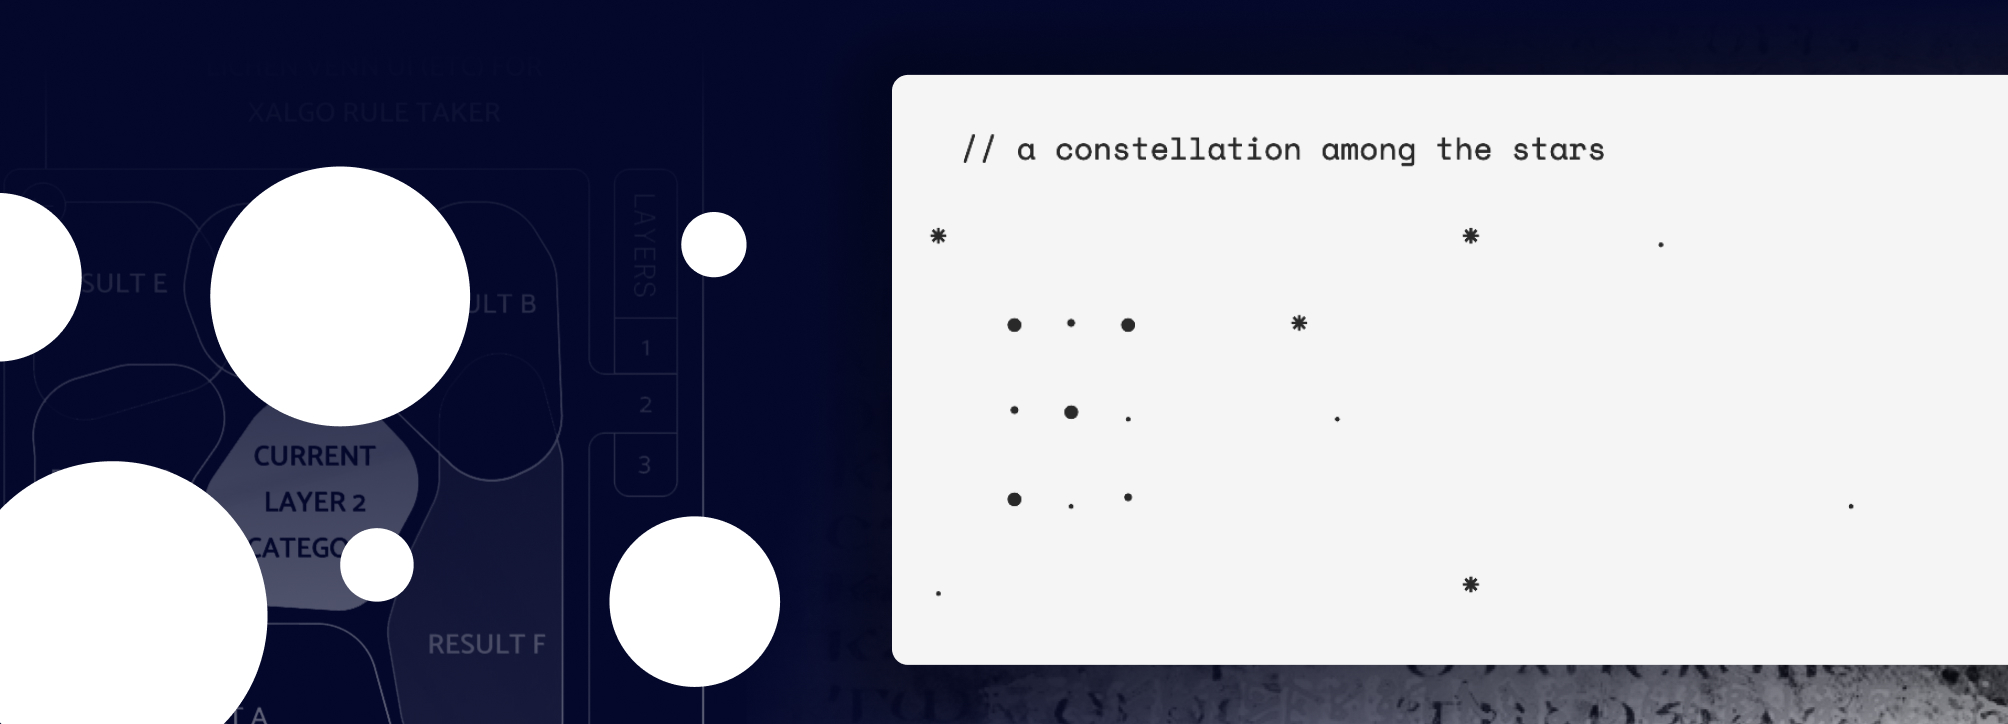 XALGO RULE TAKER
SULT E
ULT B
LAYERS
1
2
3
CURRENT
LAYER 2
CATEGO
RESULT F
T A
// a constellation among the stars
* * .
● • ● *
• ● . .
● . • .
. *